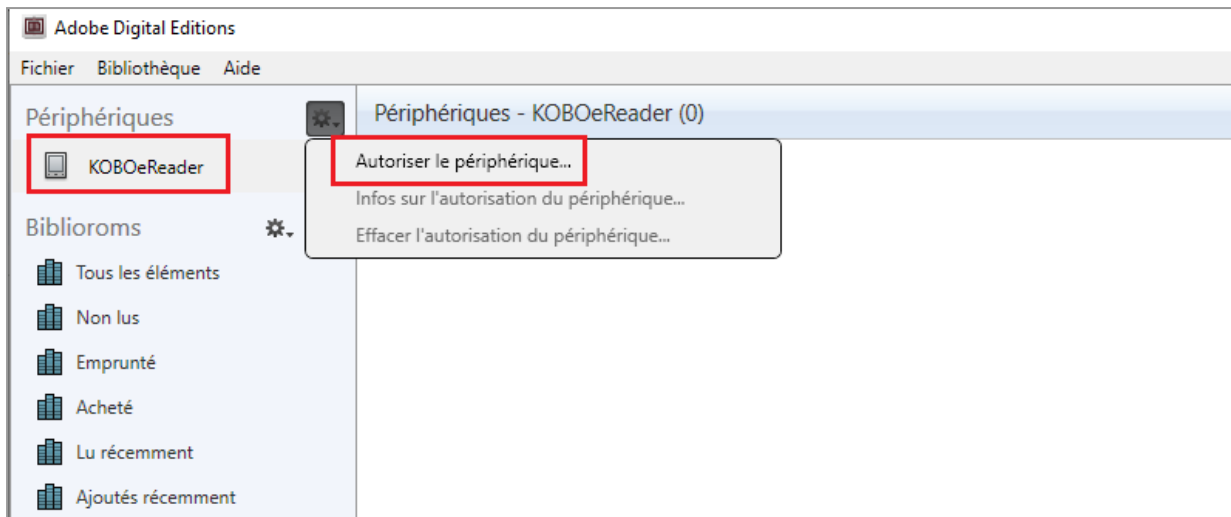 Adobe Digital Editions
Fichier Bibliothèque Aide
Périphériques
Périphériques - KOBOeReader (0)
KOBOeReader
Autoriser le périphérique...
Infos sur l'autorisation du périphérique...
Effacer l'autorisation du périphérique...
Biblioroms
Tous les éléments
Non lus
Emprunté
Acheté
Lu récemment
Ajoutés récemment